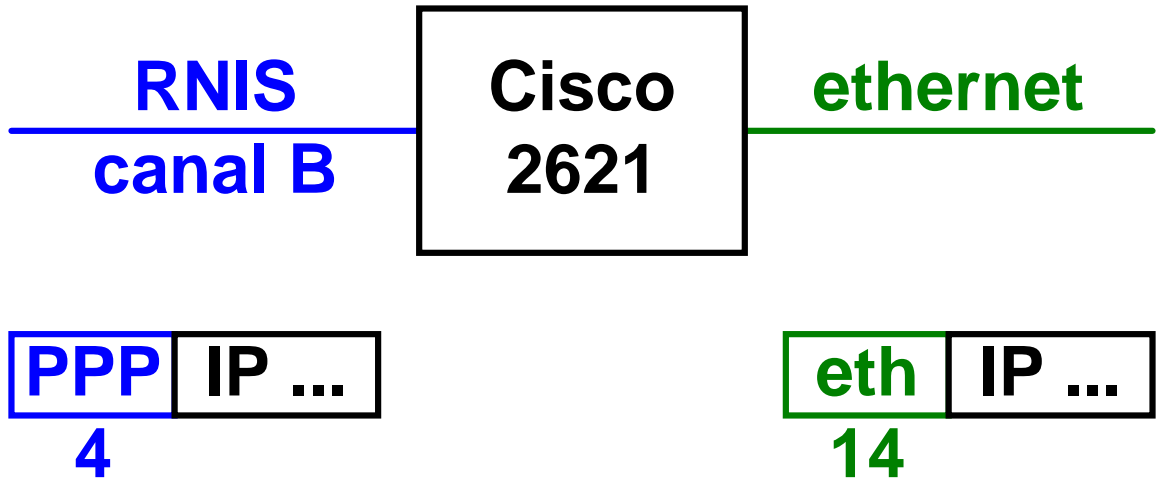 RNIS
canal B
Cisco
2621
ethernet
PPP IP ...
4
eth IP ...
14